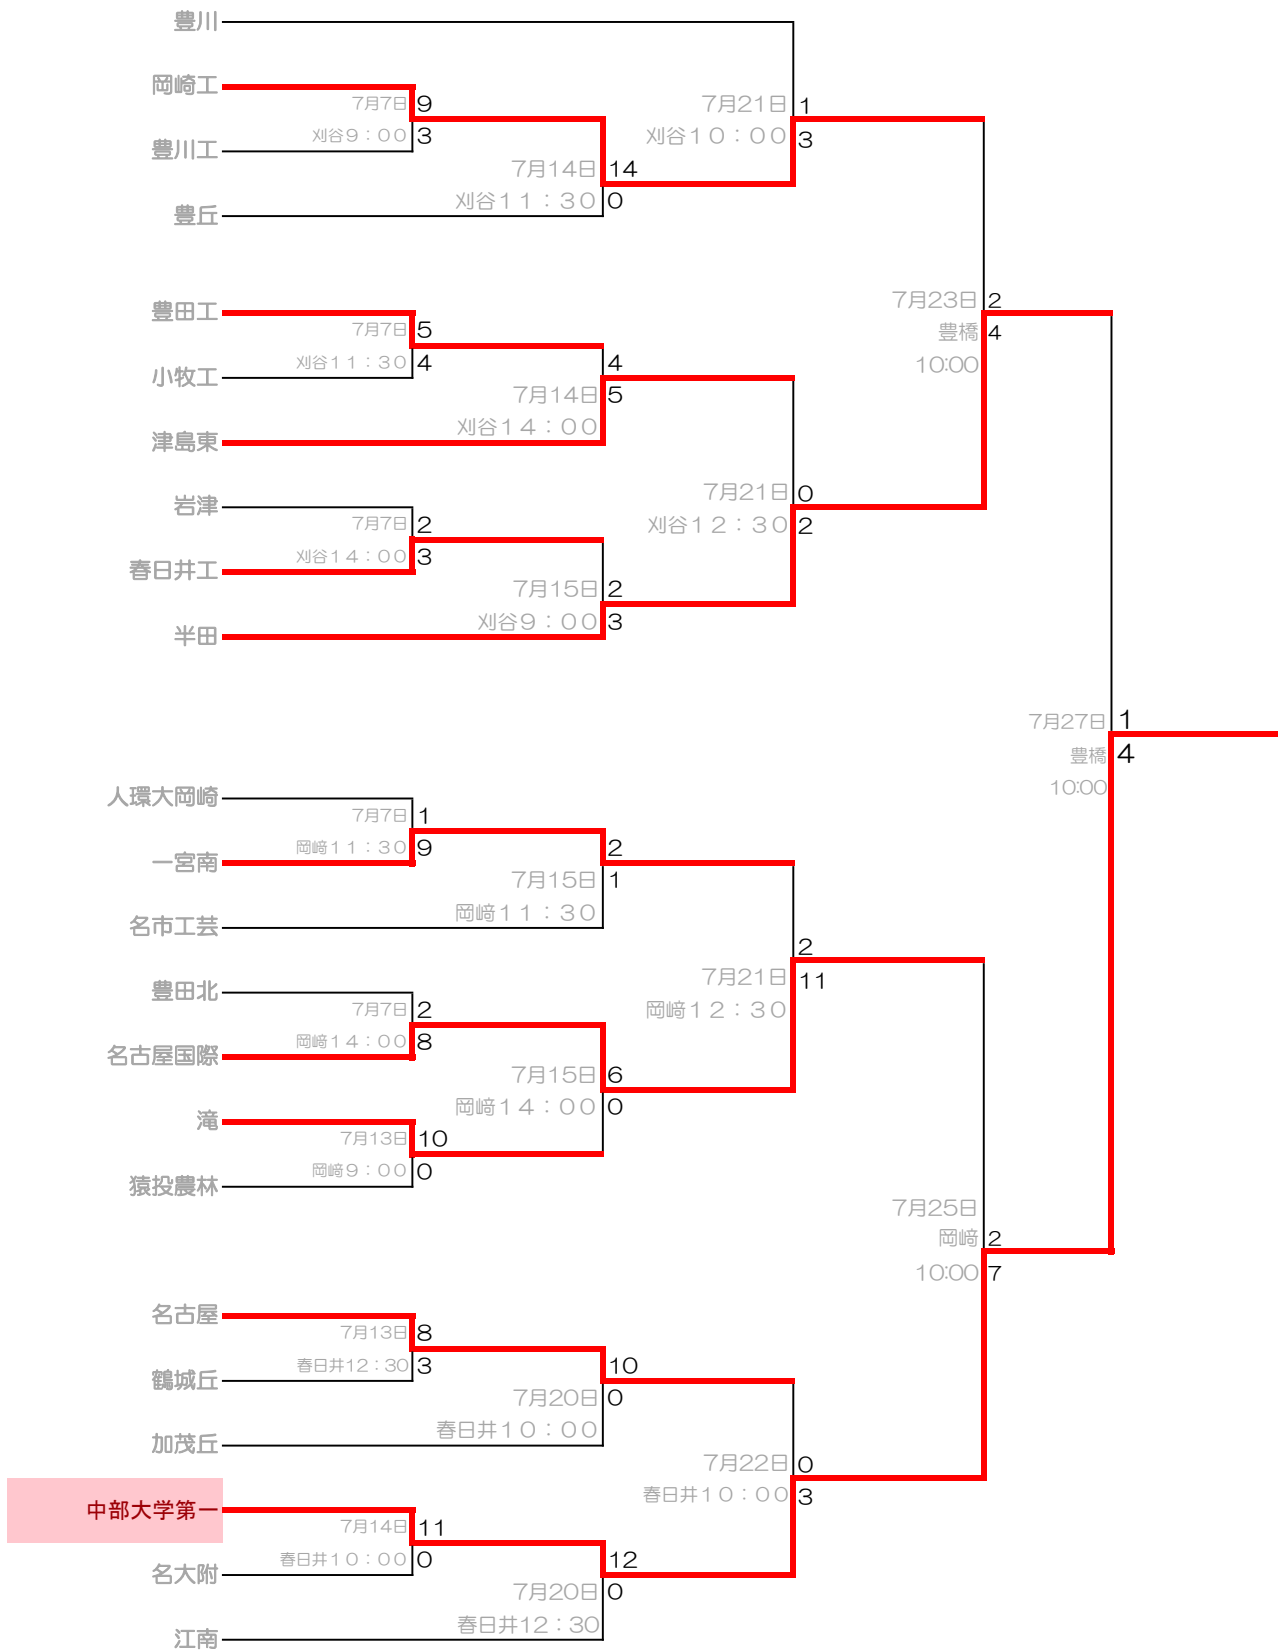 豊川
7月21日 1
岡崎工
7月7日 9
刈谷10：00 3
刈谷9：00 3
豊川工
7月14日 14
刈谷11：30 0
豊丘
7月23日 2
豊田工
7月7日 5
豊橋 4
刈谷11：30 4
4
10:00
小牧工
7月14日 5
刈谷14：00
津島東
7月21日 0
岩津
7月7日 2
刈谷12：30 2
刈谷14：00 3
春日井工
7月15日 2
刈谷9：00 3
半田
7月27日 1
豊橋 4
10:00
人環大岡崎
7月7日 1
岡﨑11：30 9
2
一宮南
7月15日 1
岡﨑11：30
名市工芸
2
7月21日 11
豊田北
7月7日 2
岡﨑12：30
岡﨑14：00 8
名古屋国際
7月15日 6
岡﨑14：00 0
滝
7月13日 10
岡﨑9：00 0
猿投農林
7月25日
岡﨑 2
10:00 7
名古屋
7月13日 8
春日井12：30 3
10
鶴城丘
7月20日 0
春日井10：00
加茂丘
7月22日 0
春日井10：00 3
中部大学第一
7月14日 11
春日井10：00 0
12
名大附
7月20日 0
春日井12：30
江南